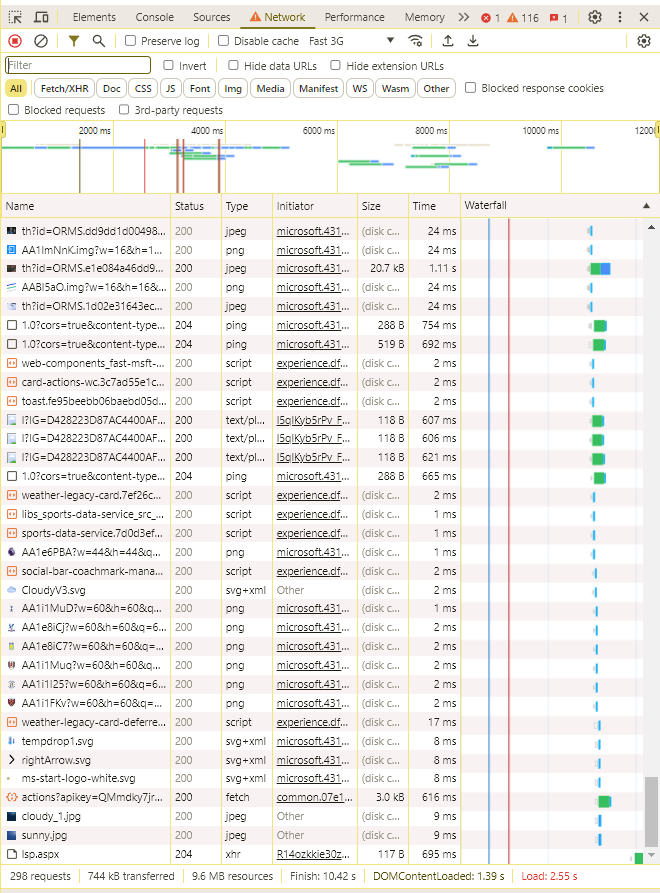 Elements Console Sources Network Performance Memory 1 116 1
Preserve log Disable cache Fast 3G
Filter Invert Hide data URLs Hide extension URLs
All Fetch/XHR Doc CSS JS Font Img Media Manifest WS Wasm Other Blocked response cookies
Blocked requests 3rd-party requests
2000 ms 4000 ms 6000 ms 8000 ms 10000 ms 12000
Name Status Type Initiator Size Time Waterfall
th?id=ORMS.dd9dd1d00498... 200 jpeg microsoft.431... (disk c... 24 ms
AA1ImNnK.img?w=16&h=1... 200 png microsoft.431... (disk c... 24 ms
th?id=ORMS.e1e084a46dd9... 200 jpeg microsoft.431... 20.7 kB 1.11 s
AABI5aO.img?w=16&h=16&... 200 png microsoft.431... (disk c... 24 ms
th?id=ORMS.1d02e31643ec... 200 jpeg microsoft.431... (disk c... 24 ms
1.0?cors=true&content-type... 204 ping microsoft.431... 288 B 754 ms
1.0?cors=true&content-type... 204 ping microsoft.431... 519 B 692 ms
web-components_fast-msft-... 200 script experience.df... (disk c... 2 ms
card-actions-wc.3c7ad55e1c... 200 script experience.df... (disk c... 2 ms
toast.fe95beebb06baebd05d... 200 script experience.df... (disk c... 2 ms
l?IG=D428223D87AC4400AF... 200 text/pl... l5qlKyb5rPv_F... 118 B 607 ms
l?IG=D428223D87AC4400AF... 200 text/pl... l5qlKyb5rPv_F... 118 B 606 ms
l?IG=D428223D87AC4400AF... 200 text/pl... l5qlKyb5rPv_F... 118 B 621 ms
1.0?cors=true&content-type... 204 ping microsoft.431... 288 B 665 ms
weather-legacy-card.7ef26c... 200 script experience.df... (disk c... 2 ms
libs_sports-data-service_src_... 200 script experience.df... (disk c... 1 ms
sports-data-service.7d0d3ef... 200 script experience.df... (disk c... 1 ms
AA1e6PBA?w=44&h=44&q... 200 png microsoft.431... (disk c... 1 ms
social-bar-coachmark-mana... 200 script experience.df... (disk c... 2 ms
CloudyV3.svg 200 svg+xml Other (disk c... 2 ms
AA1i1MuD?w=60&h=60&q... 200 png microsoft.431... (disk c... 2 ms
AA1e8iCj?w=60&h=60&q=6... 200 png microsoft.431... (disk c... 2 ms
AA1e8iC7?w=60&h=60&q=... 200 png microsoft.431... (disk c... 2 ms
AA1i1Muq?w=60&h=60&q... 200 png microsoft.431... (disk c... 2 ms
AA1i1I25?w=60&h=60&q=6... 200 png microsoft.431... (disk c... 2 ms
AA1i1FKv?w=60&h=60&q=... 200 png microsoft.431... (disk c... 2 ms
weather-legacy-card-deferre... 200 script experience.df... (disk c... 17 ms
tempdrop1.svg 200 svg+xml microsoft.431... (disk c... 8 ms
rightArrow.svg 200 svg+xml microsoft.431... (disk c... 8 ms
ms-start-logo-white.svg 200 svg+xml microsoft.431... (disk c... 8 ms
actions?apikey=QMmdky7jr... 200 fetch common.07e1... 3.0 kB 616 ms
cloudy_1.jpg 200 jpeg Other (disk c... 9 ms
sunny.jpg 200 jpeg Other (disk c... 9 ms
lsp.aspx 204 xhr R14ozkkie30z... 117 B 695 ms
298 requests 744 kB transferred 9.6 MB resources Finish: 10.42 s DOMContentLoaded: 1.39 s Load: 2.55 s